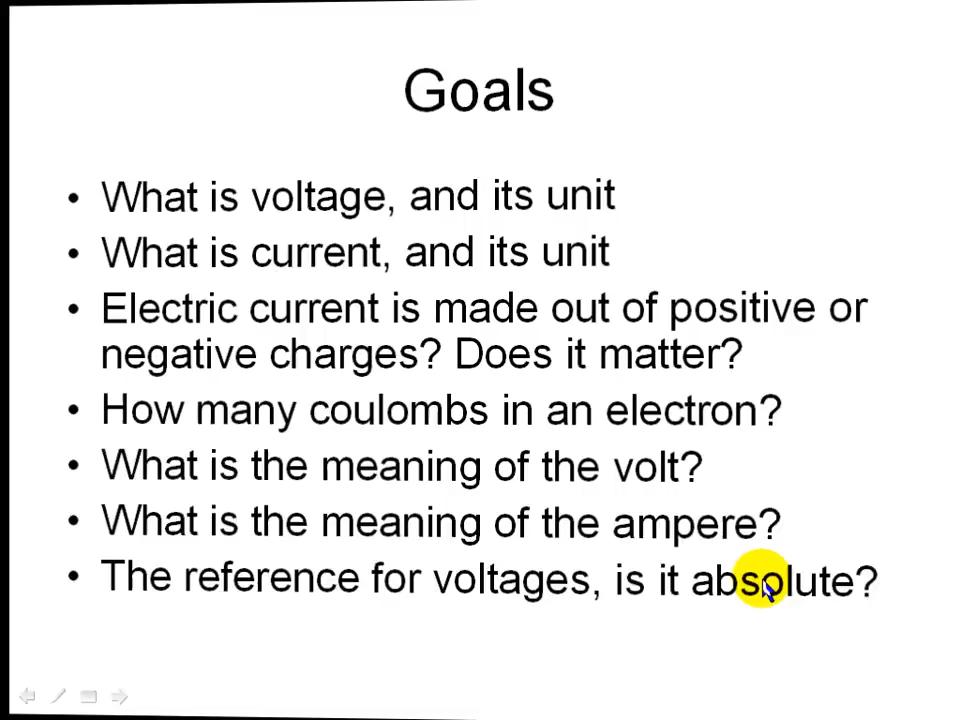 Goals
• What is voltage, and its unit
• What is current, and its unit
• Electric current is made out of positive or
negative charges? Does it matter?
• How many coulombs in an electron?
• What is the meaning of the volt?
• What is the meaning of the ampere?
• The reference for voltages, is it absolute?